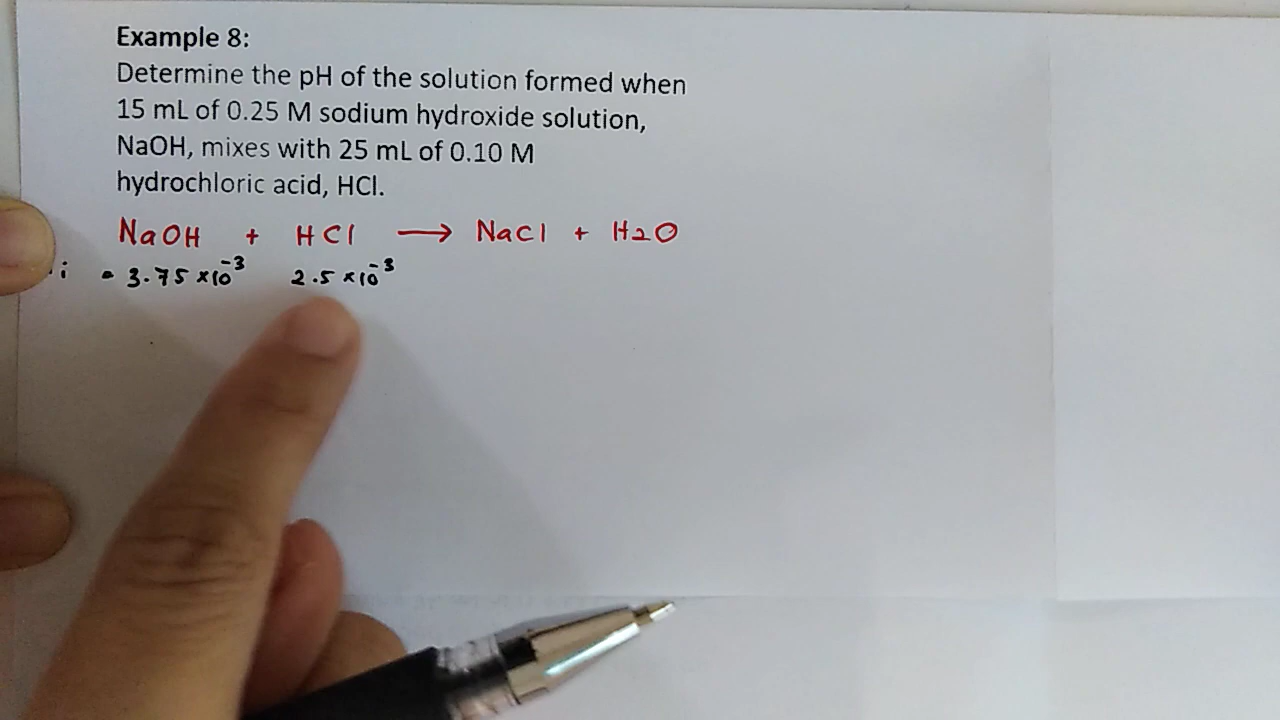 Example 8:
Determine the pH of the solution formed when
15 mL of 0.25 M sodium hydroxide solution,
NaOH, mixes with 25 mL of 0.10 M
hydrochloric acid, HCl.
NaOH + HCl ⟶ NaCl + H2O
i = 3.75 × 10⁻³ 2.5 × 10⁻³